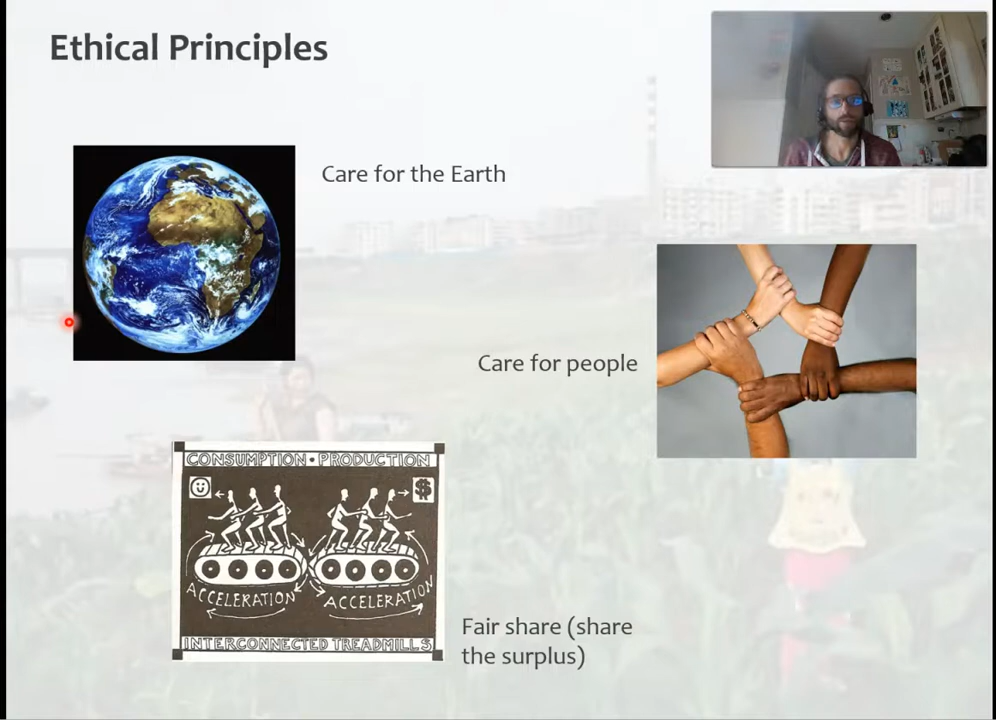 Ethical Principles
Care for the Earth
Care for people
CONSUMPTION • PRODUCTION
$
ACCELERATION
ACCELERATION
INTERCONNECTED TREADMILLS
Fair share (share
the surplus)